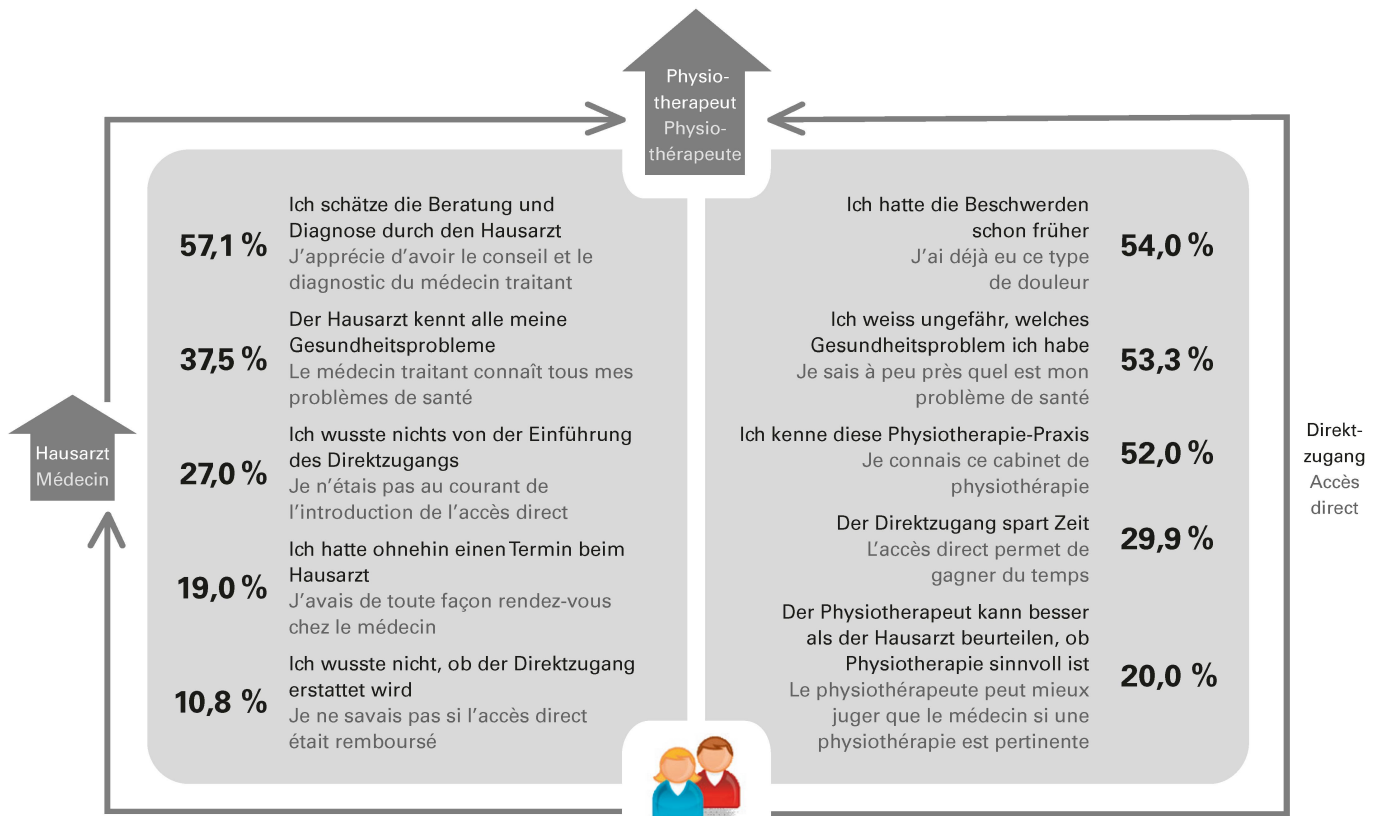 Physio-
therapeut
Physio-
thérapeute
57,1 %
Ich schätze die Beratung und
Diagnose durch den Hausarzt
J’apprécie d’avoir le conseil et le
diagnostic du médecin traitant
37,5 %
Der Hausarzt kennt alle meine
Gesundheitsprobleme
Le médecin traitant connaît tous mes
problèmes de santé
27,0 %
Ich wusste nichts von der Einführung
des Direktzugangs
Je n’étais pas au courant de
l’introduction de l’accès direct
19,0 %
Ich hatte ohnehin einen Termin beim
Hausarzt
J’avais de toute façon rendez-vous
chez le médecin
10,8 %
Ich wusste nicht, ob der Direktzugang
erstattet wird
Je ne savais pas si l’accès direct
était remboursé
Hausarzt
Médecin
Ich hatte die Beschwerden
schon früher
J’ai déjà eu ce type
de douleur
54,0 %
Ich weiss ungefähr, welches
Gesundheitsproblem ich habe
Je sais à peu près quel est mon
problème de santé
53,3 %
Ich kenne diese Physiotherapie-Praxis
Je connais ce cabinet de
physiothérapie
52,0 %
Der Direktzugang spart Zeit
L’accès direct permet de
gagner du temps
29,9 %
Der Physiotherapeut kann besser
als der Hausarzt beurteilen, ob
Physiotherapie sinnvoll ist
Le physiothérapeute peut mieux
juger que le médecin si une
physiothérapie est pertinente
20,0 %
Direkt-
zugang
Accès
direct